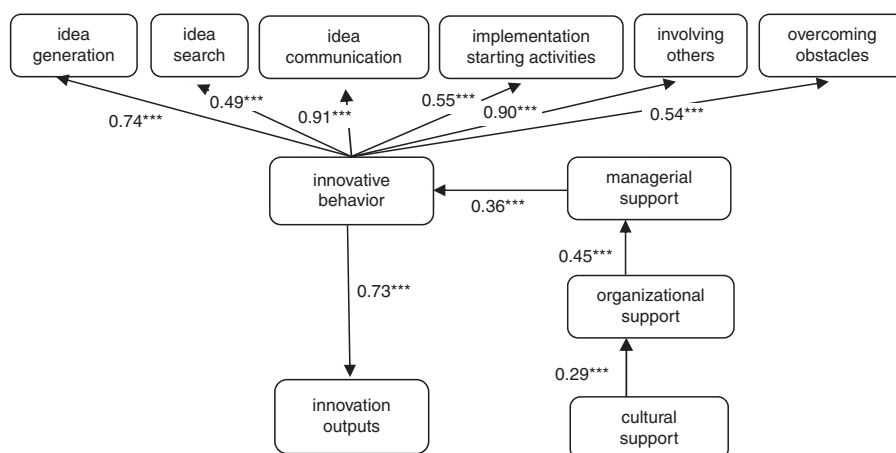 idea
generation
idea
search
idea
communication
implementation
starting activities
involving
others
overcoming
obstacles
0.74***
0.49***
0.91***
0.55***
0.90***
0.54***
innovative
behavior
managerial
support
0.36***
0.45***
0.73***
organizational
support
0.29***
innovation
outputs
cultural
support